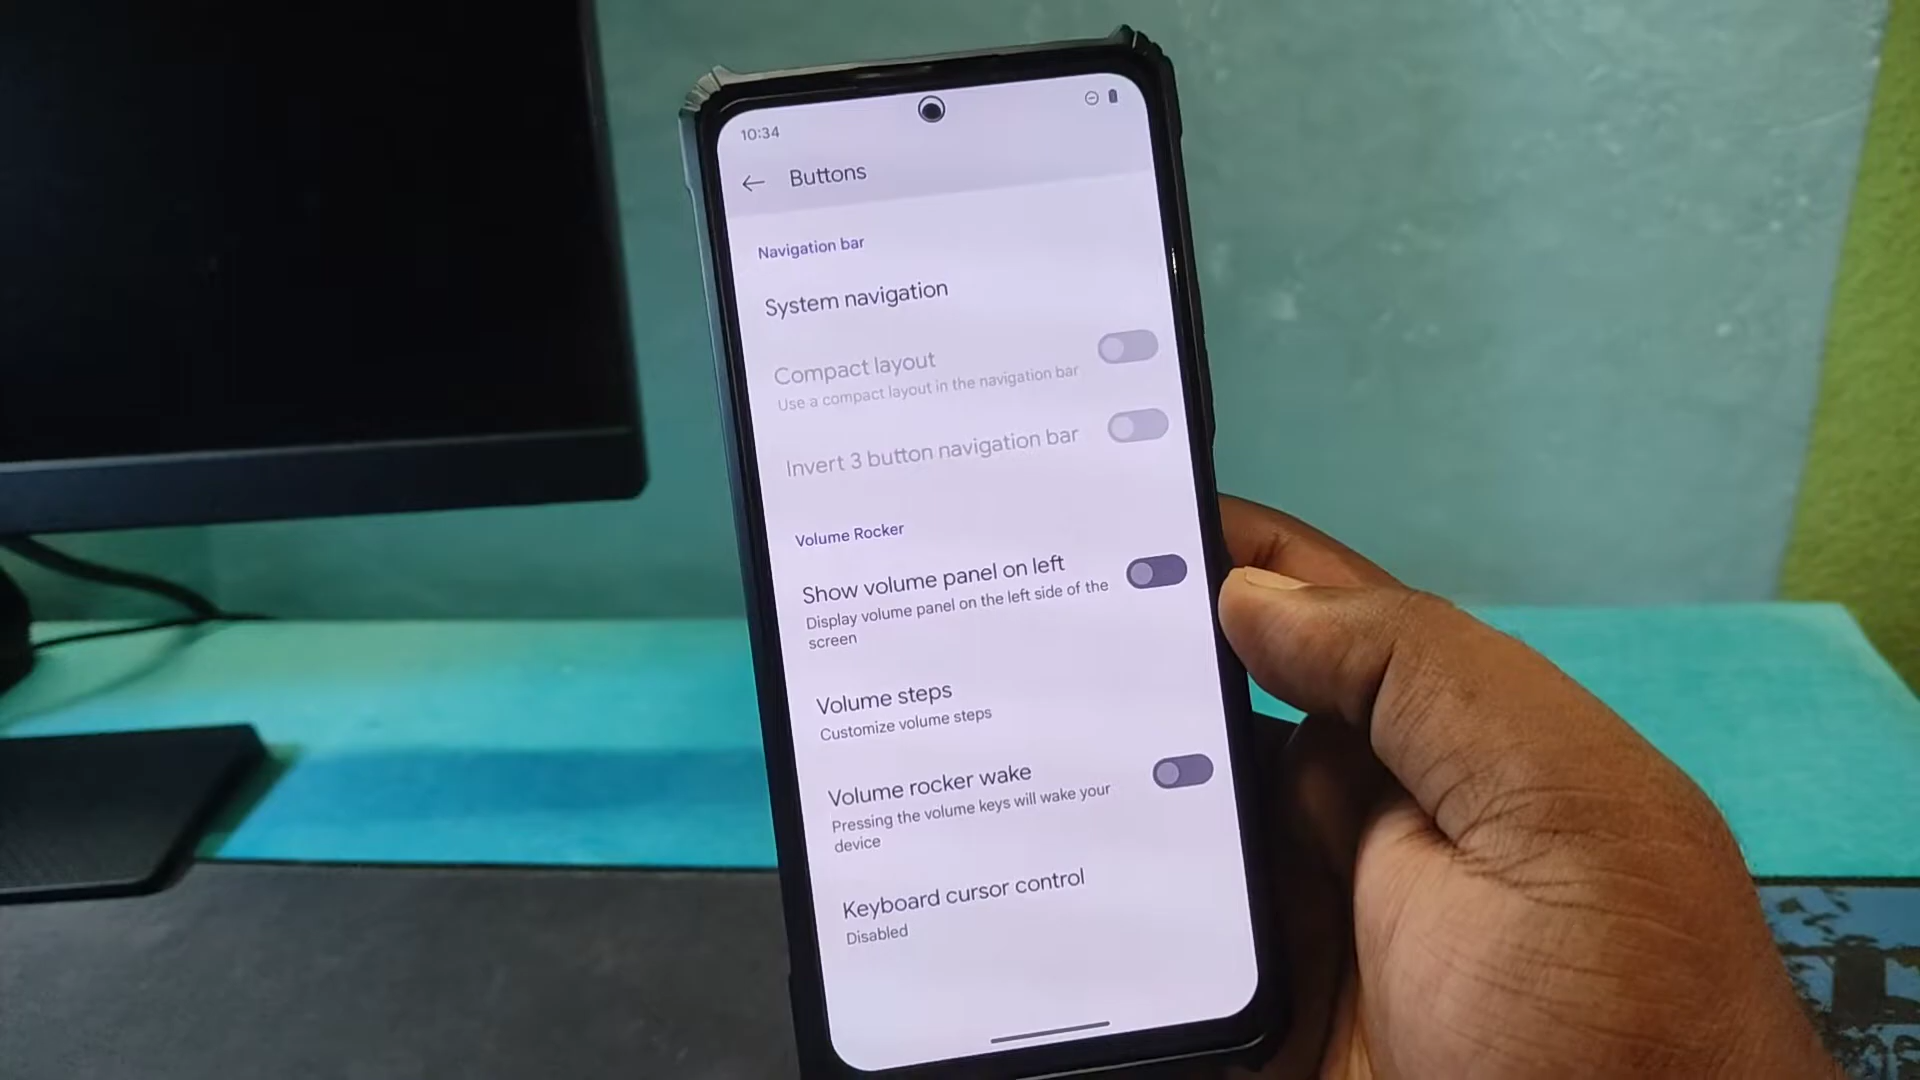 10:34
Buttons
Navigation bar
System navigation
Compact layout
Use a compact layout in the navigation bar
Invert 3 button navigation bar
Volume Rocker
Show volume panel on left
Display volume panel on the left side of the
screen
Volume steps
Customize volume steps
Volume rocker wake
Pressing the volume keys will wake your
device
Keyboard cursor control
Disabled